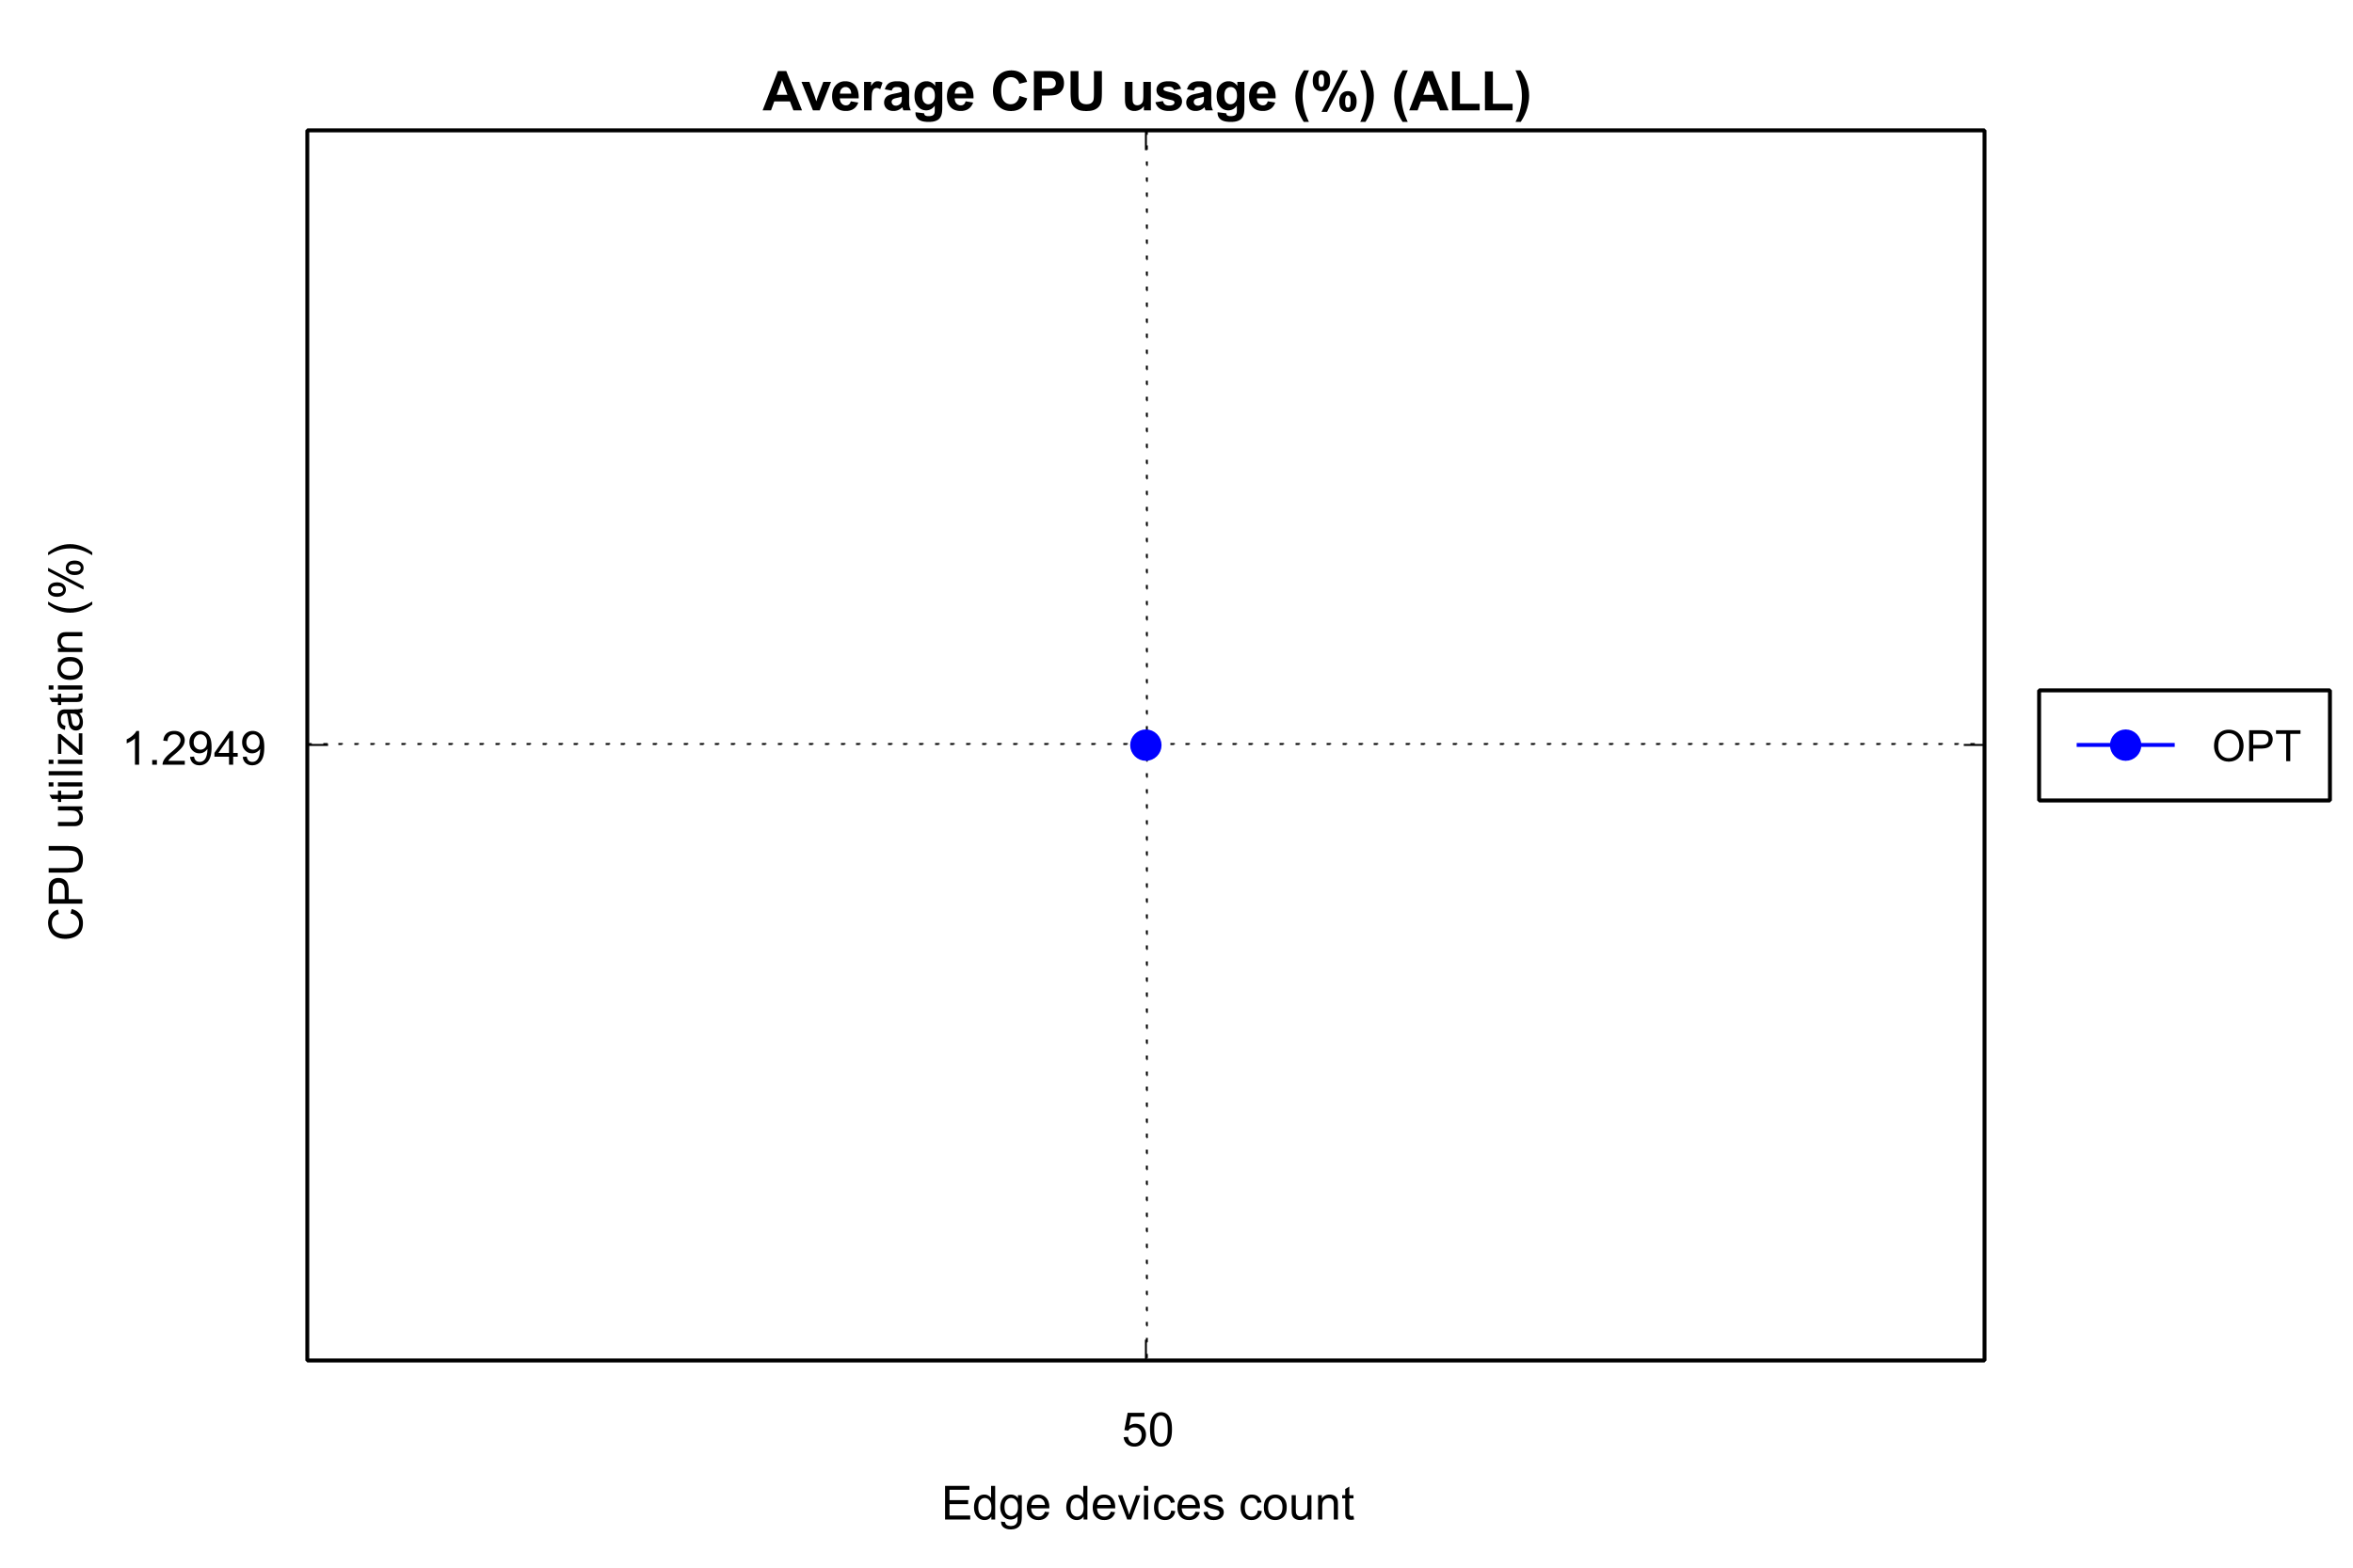 Average CPU usage (%) (ALL)
CPU utilization (%)
1.2949
OPT
50
Edge devices count